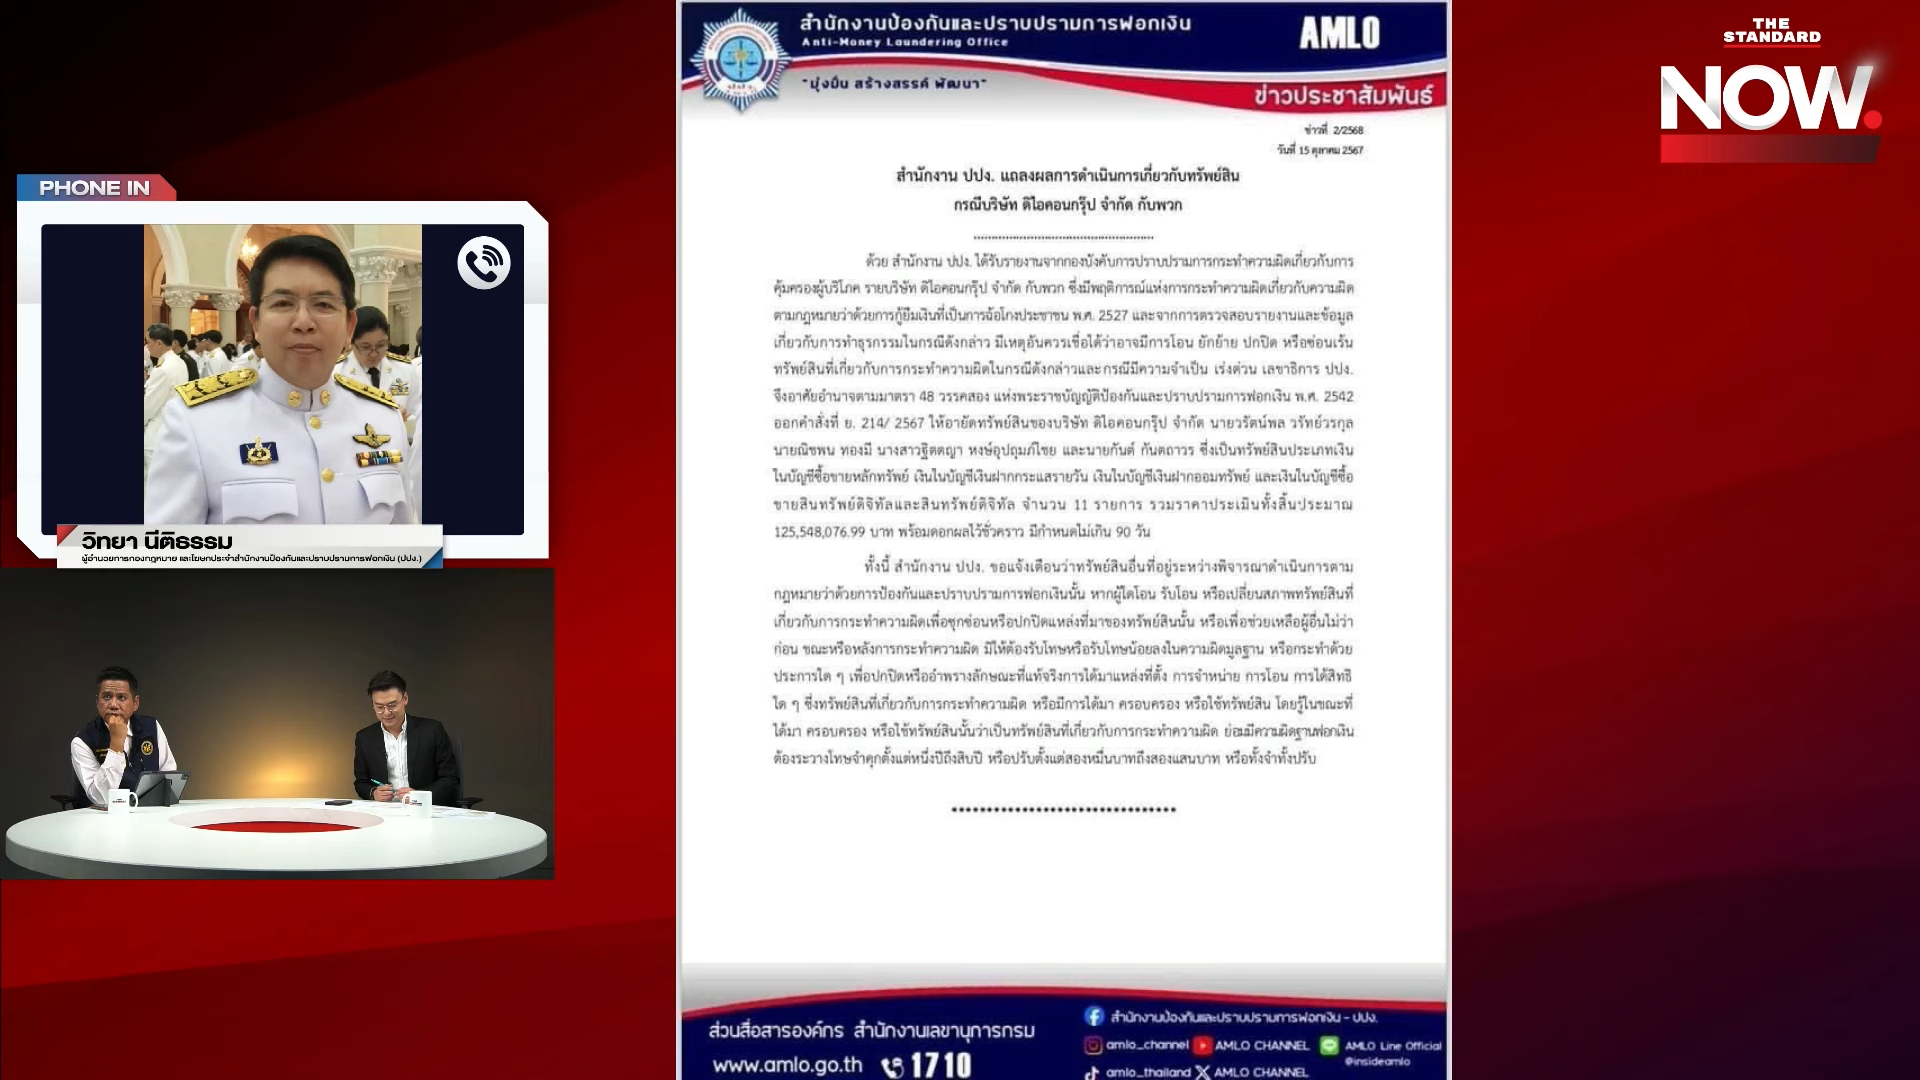 THE
STANDARD
NOW.
PHONE IN
วิทยา นีติธรรม
ผู้อำนวยการกองกฎหมาย และโฆษกประจำสำนักงานป้องกันและปราบปรามการฟอกเงิน (ปปง.)
สำนักงานป้องกันและปราบปรามการฟอกเงิน
Anti-Money Laundering Office
AMLO
"มุ่งมั่น สร้างสรรค์ พัฒนา"
ข่าวประชาสัมพันธ์
ข่าวที่ 2/2568
วันที่ 15 ตุลาคม 2567
สำนักงาน ปปง. แถลงผลการดำเนินการเกี่ยวกับทรัพย์สิน
กรณีบริษัท ดิไอคอนกรุ๊ป จำกัด กับพวก
ด้วย สำนักงาน ปปง. ได้รับรายงานจากกองบังคับการปราบปรามการกระทำความผิดเกี่ยวกับการ
คุ้มครองผู้บริโภค รายบริษัท ดิไอคอนกรุ๊ป จำกัด กับพวก ซึ่งมีพฤติการณ์แห่งการกระทำความผิดเกี่ยวกับความผิด
ตามกฎหมายว่าด้วยการกู้ยืมเงินที่เป็นการฉ้อโกงประชาชน พ.ศ. 2527 และจากการตรวจสอบรายงานและข้อมูล
เกี่ยวกับการทำธุรกรรมในกรณีดังกล่าว มีเหตุอันควรเชื่อได้ว่าอาจมีการโอน ยักย้าย ปกปิด หรือซ่อนเร้น
ทรัพย์สินที่เกี่ยวกับการกระทำความผิดในกรณีดังกล่าวและกรณีมีความจำเป็น เร่งด่วน เลขาธิการ ปปง.
จึงอาศัยอำนาจตามมาตรา 48 วรรคสอง แห่งพระราชบัญญัติป้องกันและปราบปรามการฟอกเงิน พ.ศ. 2542
ออกคำสั่งที่ ย. 214/ 2567 ให้อายัดทรัพย์สินของบริษัท ดิไอคอนกรุ๊ป จำกัด นายวรัตน์พล วรัทย์วรกุล
นายณิชพน ทองมี นางสาวฐิตตญา หงษ์อุปถุมภ์ไชย และนายกันต์ กันตถาวร ซึ่งเป็นทรัพย์สินประเภทเงิน
ในบัญชีซื้อขายหลักทรัพย์ เงินในบัญชีเงินฝากกระแสรายวัน เงินในบัญชีเงินฝากออมทรัพย์ และเงินในบัญชีซื้อ
ขายสินทรัพย์ดิจิทัลและสินทรัพย์ดิจิทัล จำนวน 11 รายการ รวมราคาประเมินทั้งสิ้นประมาณ
125,548,076.99 บาท พร้อมดอกผลไว้ชั่วคราว มีกำหนดไม่เกิน 90 วัน
ทั้งนี้ สำนักงาน ปปง. ขอแจ้งเตือนว่าทรัพย์สินอื่นที่อยู่ระหว่างพิจารณาดำเนินการตาม
กฎหมายว่าด้วยการป้องกันและปราบปรามการฟอกเงินนั้น หากผู้ใดโอน รับโอน หรือเปลี่ยนสภาพทรัพย์สินที่
เกี่ยวกับการกระทำความผิดเพื่อซุกซ่อนหรือปกปิดแหล่งที่มาของทรัพย์สินนั้น หรือเพื่อช่วยเหลือผู้อื่นไม่ว่า
ก่อน ขณะหรือหลังการกระทำความผิด มิให้ต้องรับโทษหรือรับโทษน้อยลงในความผิดมูลฐาน หรือกระทำด้วย
ประการใด ๆ เพื่อปกปิดหรืออำพรางลักษณะที่แท้จริงการได้มาแหล่งที่ตั้ง การจำหน่าย การโอน การได้สิทธิ
ใด ๆ ซึ่งทรัพย์สินที่เกี่ยวกับการกระทำความผิด หรือมีการได้มา ครอบครอง หรือใช้ทรัพย์สิน โดยรู้ในขณะที่
ได้มา ครอบครอง หรือใช้ทรัพย์สินนั้นว่าเป็นทรัพย์สินที่เกี่ยวกับการกระทำความผิด ย่อมมีความผิดฐานฟอกเงิน
ต้องระวางโทษจำคุกตั้งแต่หนึ่งปีถึงสิบปี หรือปรับตั้งแต่สองหมื่นบาทถึงสองแสนบาท หรือทั้งจำทั้งปรับ
ส่วนสื่อสารองค์กร สำนักงานเลขานุการกรม
www.amlo.go.th 1710
สำนักงานป้องกันและปราบปรามการฟอกเงิน - ปปง.
amlo_channel AMLO CHANNEL AMLO Line Official
@insideamlo
amlo_thailand AMLO CHANNEL